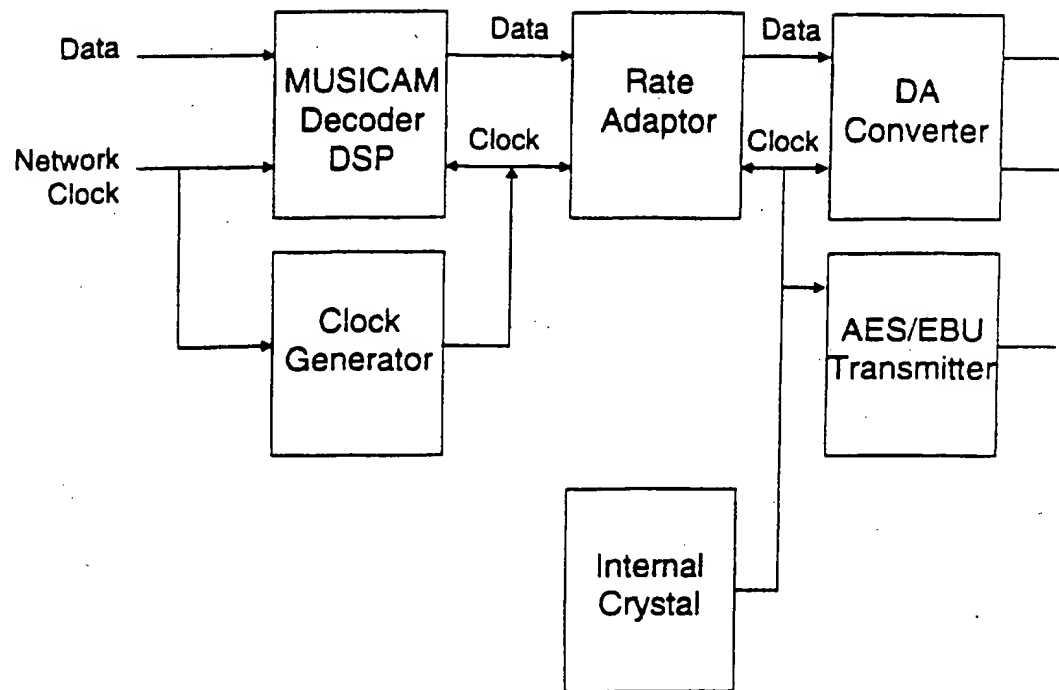 Data
MUSICAM
Decoder
DSP
Data
Rate
Adaptor
Data
DA
Converter
Network
Clock
Clock
Clock
Clock
Generator
AES/EBU
Transmitter
Internal
Crystal